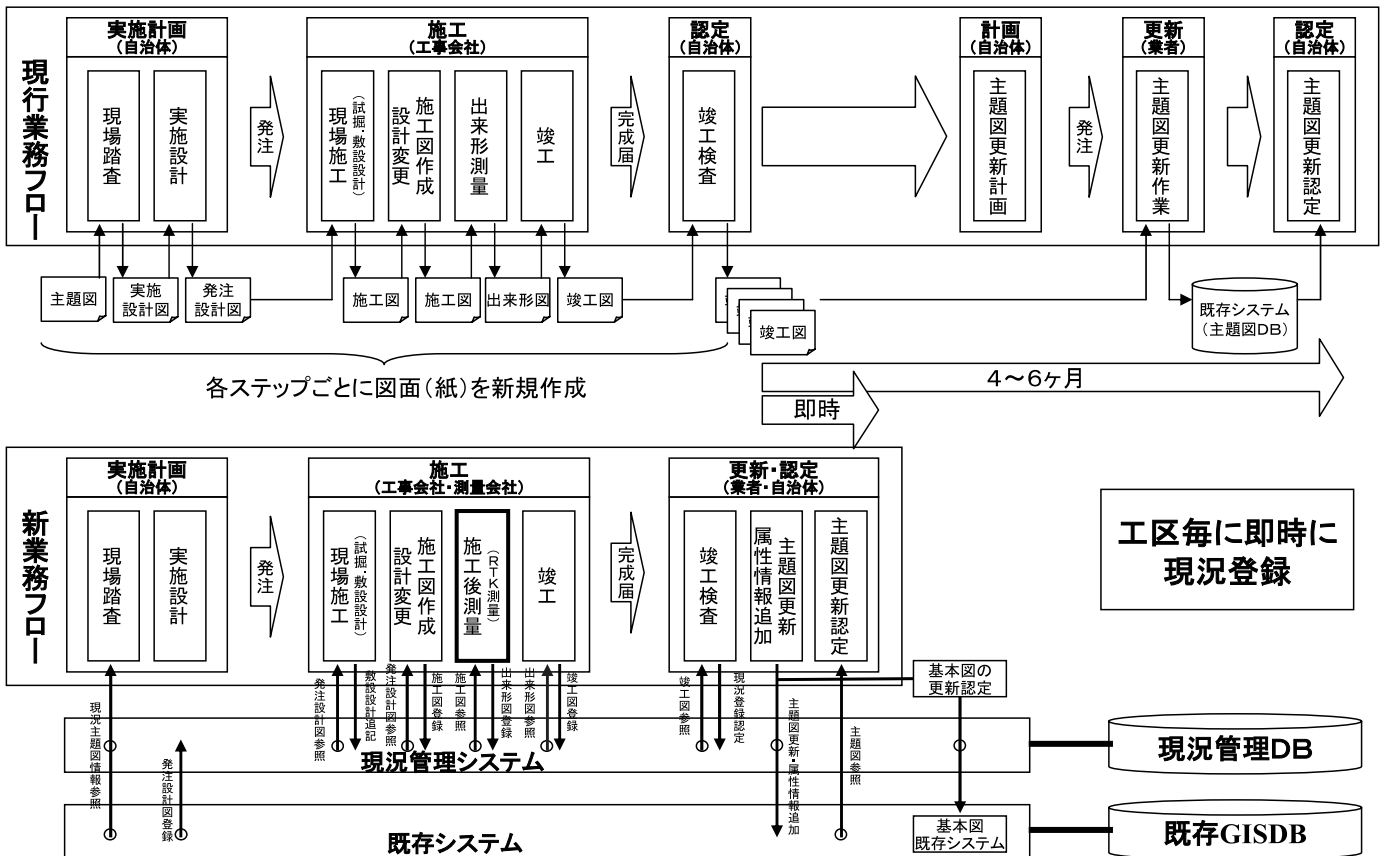 現行業務フロー
実施計画
(自治体)
現場踏査
実施設計
発注
施工
(工事会社)
現場施工
(試掘・敷設設計)
施工図作成
設計変更
出来形測量
竣工
完成届
認定
(自治体)
竣工検査
計画
(自治体)
主題図更新計画
発注
更新
(業者)
主題図更新作業
認定
(自治体)
主題図更新認定
主題図
実施
設計図
発注
設計図
施工図
施工図
出来形図
竣工図
竣工図
既存システム
(主題図DB)
各ステップごとに図面(紙)を新規作成
4~6ヶ月
即時
新業務フロー
実施計画
(自治体)
現場踏査
実施設計
発注
施工
(工事会社・測量会社)
現場施工
(試掘・敷設設計)
施工図作成
設計変更
施工後測量
(RTK測量)
竣工
完成届
更新・認定
(業者・自治体)
竣工検査
主題図更新
属性情報追加
主題図更新認定
工区毎に即時に
現況登録
基本図の
更新認定
現況主題図情報参照
発注設計図登録
発注設計図参照
敷設設計追記
発注設計図参照
施工図登録
施工図参照
出来形図登録
出来形図参照
竣工図登録
竣工図参照
現況登録認定
主題図更新・属性情報追加
主題図参照
現況管理システム
現況管理DB
既存システム
基本図
既存システム
既存GISDB